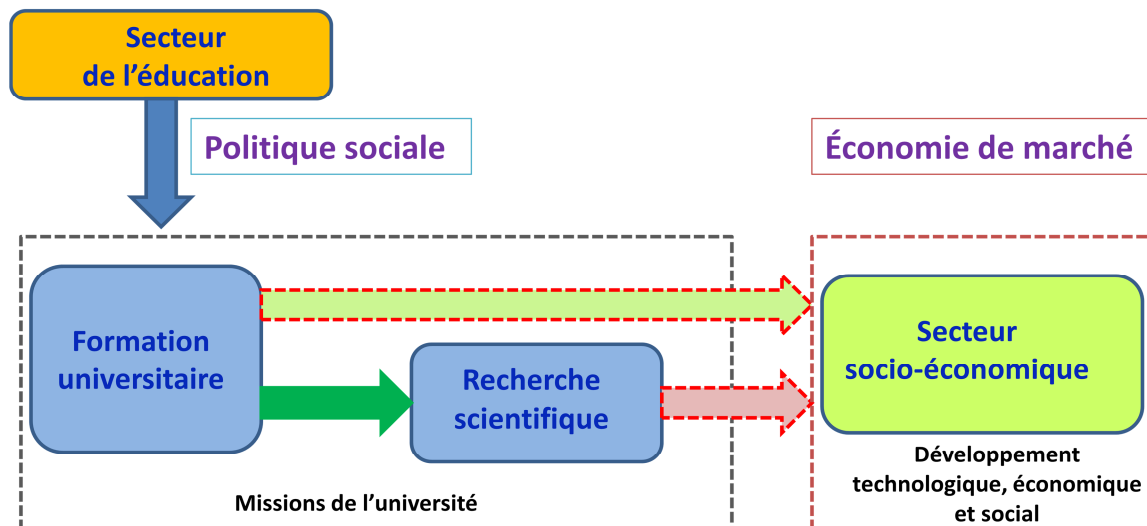 Secteur
de l’éducation
Politique sociale
Économie de marché
Formation
universitaire
Recherche
scientifique
Secteur
socio-économique
Missions de l’université
Développement
technologique, économique
et social